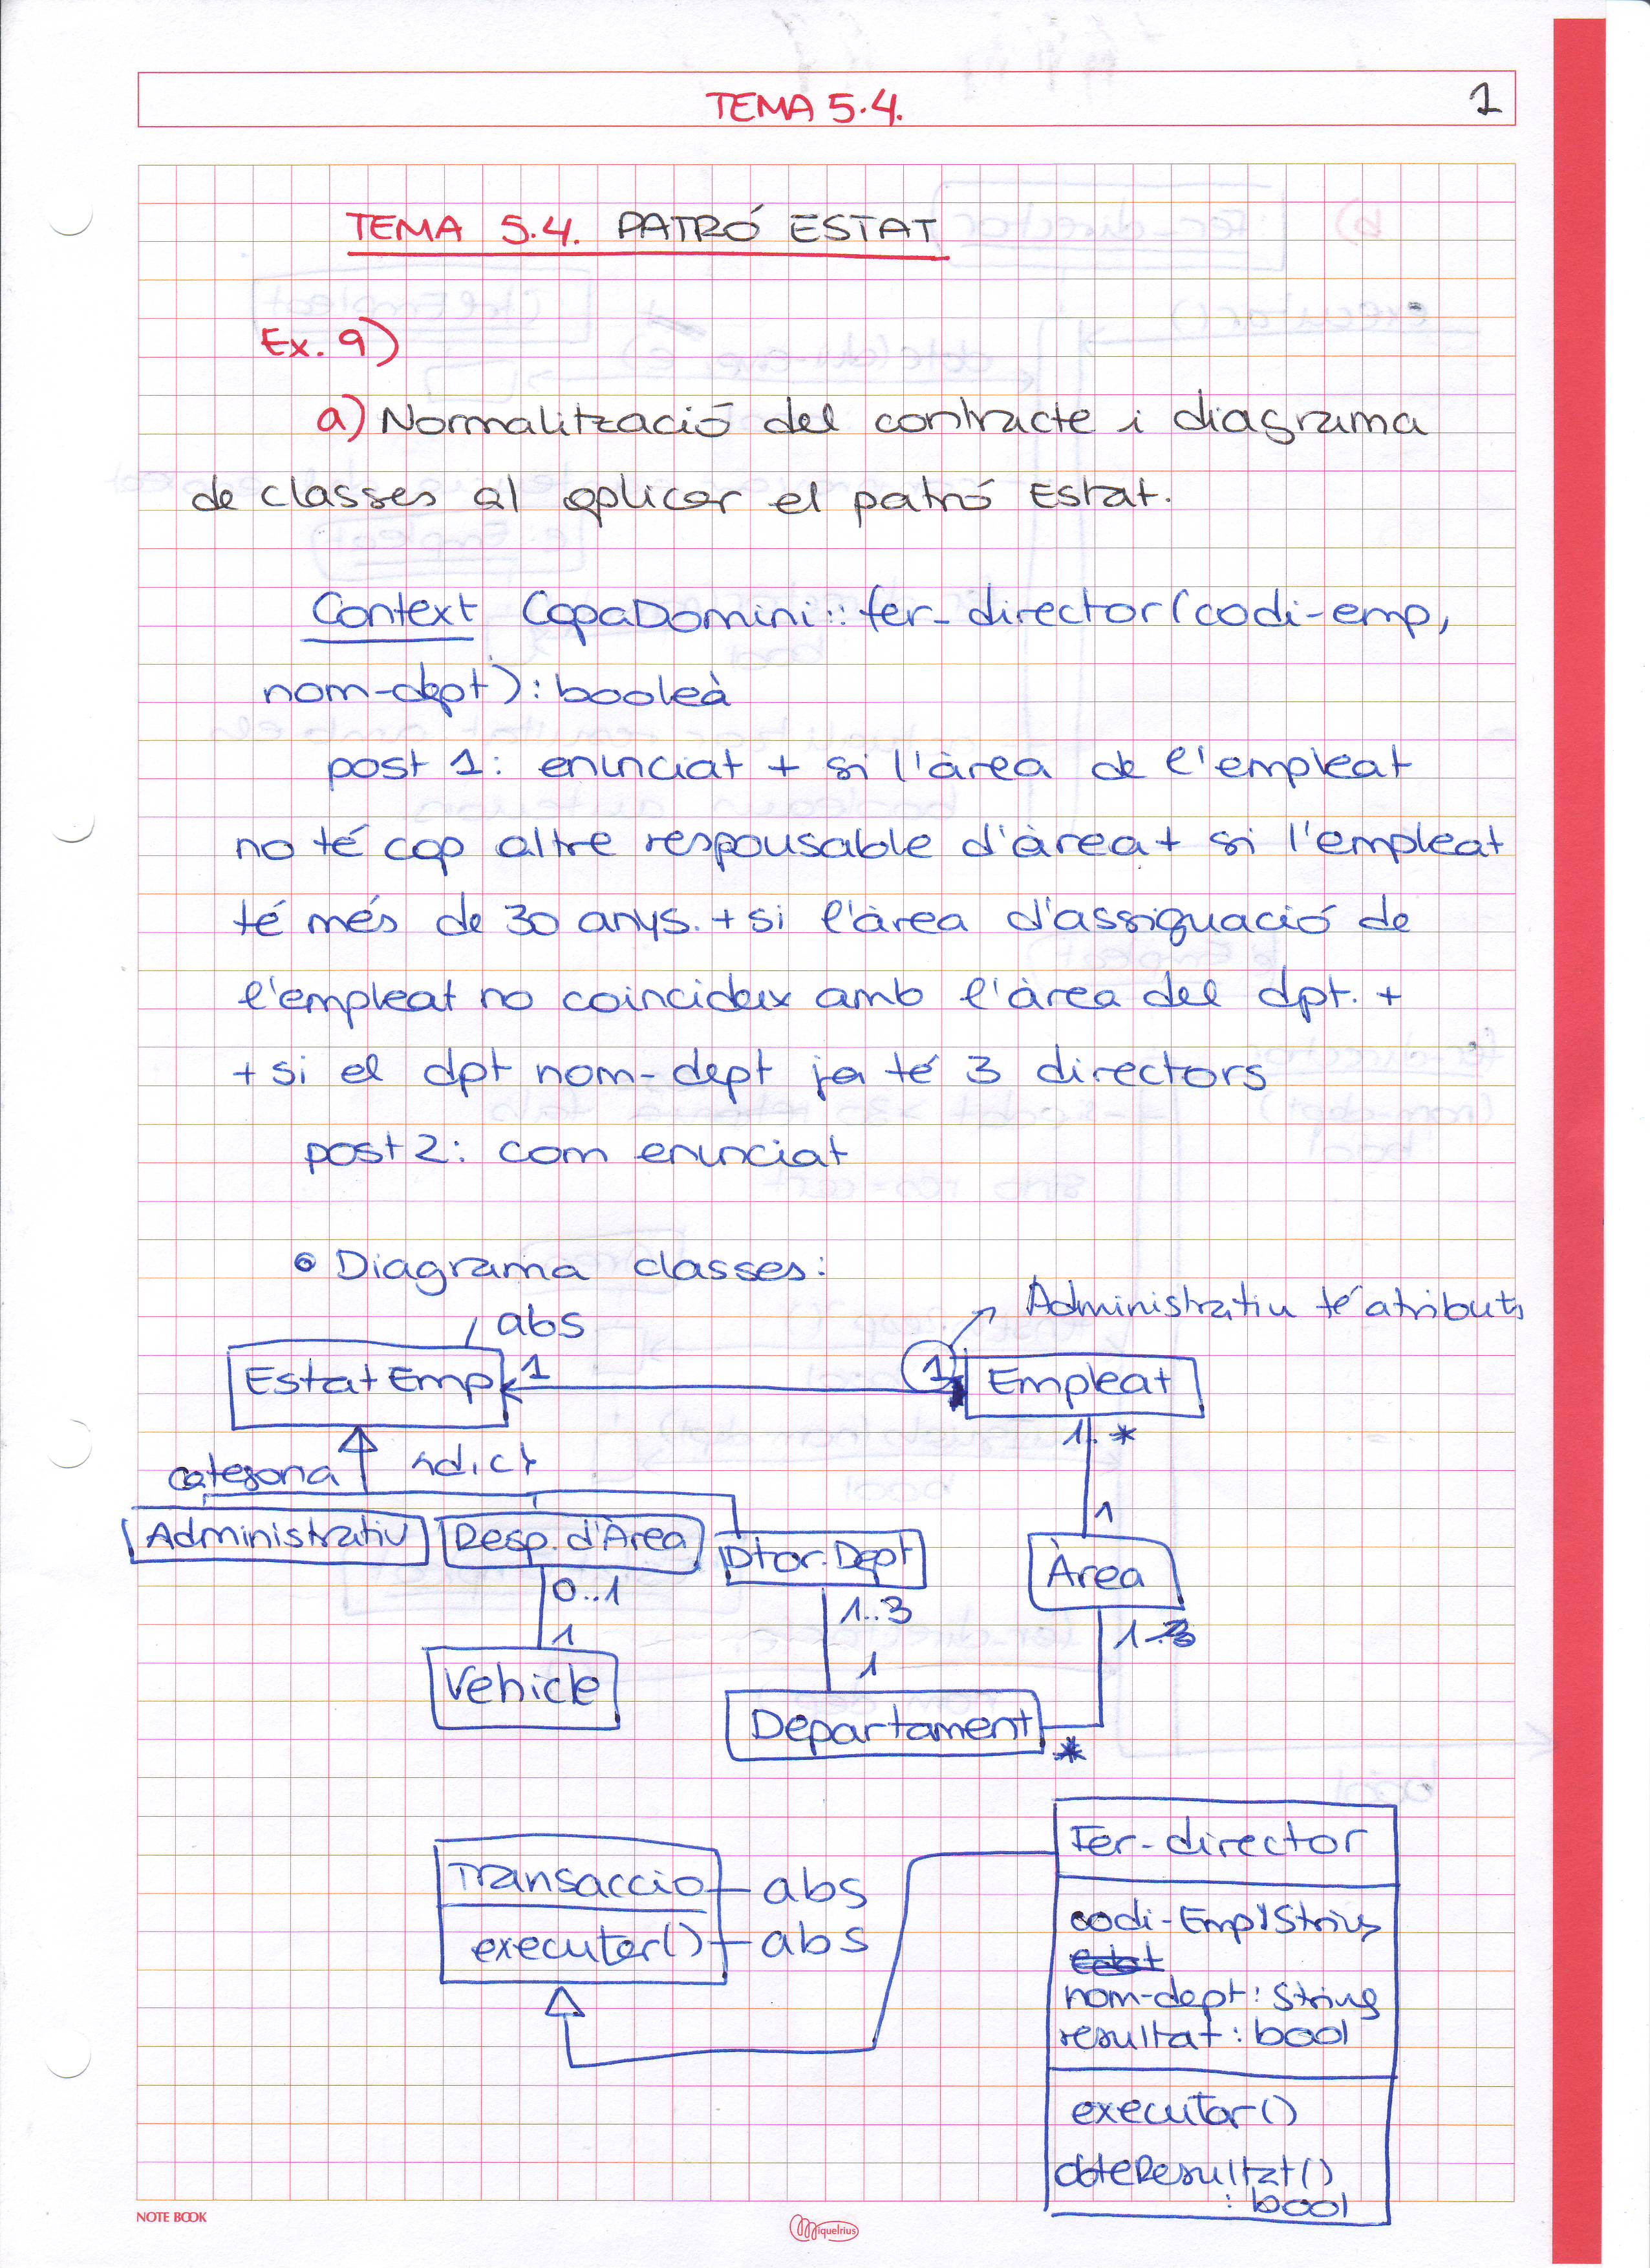 TEMA 5.4.
1
TEMA 5.4. PATRÓ ESTAT
Ex. 9)
a) Normalització del contracte i diagrama
de classes al aplicar el patró Estat.
Context CapaDomini::fer_director(codi-emp,
nom-dept): booleà
post 1: enunciat + si l'àrea de l'empleat
no té cap altre responsable d'àrea + si l'empleat
té més de 30 anys. + si l'àrea d'assignació de
l'empleat no coincideix amb l'àrea del dpt. +
+ si el dpt nom-dept ja té 3 directors
post 2: com enunciat
• Diagrama classes:
Administratiu té atributs
abs
EstatEmp 1 1 Empleat
1..*
categoria {d,c}
1
Administratiu Resp. d'Àrea Dtor. Dept Àrea
0..1 1..3 1
1 1
Vehicle
Departament *
Fer-director
Transaccio abs
executar() abs
codi-Emp: String
nom-dept: String
resultat: bool
executar()
obteResultat()
: bool
NOTE BOOK
Miquelrius